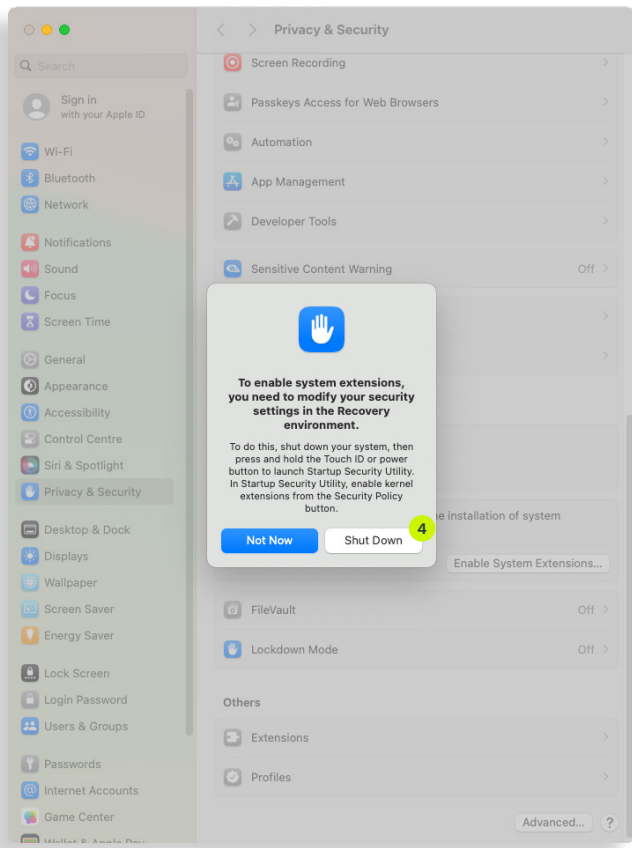 Privacy & Security
Search
Sign in
with your Apple ID
Wi-Fi
Bluetooth
Network
Notifications
Sound
Focus
Screen Time
General
Appearance
Accessibility
Control Centre
Siri & Spotlight
Privacy & Security
Desktop & Dock
Displays
Wallpaper
Screen Saver
Energy Saver
Lock Screen
Login Password
Users & Groups
Passwords
Internet Accounts
Game Center
Wallet & Apple Pay
Screen Recording
Passkeys Access for Web Browsers
Automation
App Management
Developer Tools
Sensitive Content Warning Off
To enable system extensions,
you need to modify your security
settings in the Recovery
environment.
To do this, shut down your system, then
press and hold the Touch ID or power
button to launch Startup Security Utility.
In Startup Security Utility, enable kernel
extensions from the Security Policy
button.
Not Now Shut Down 4
installation of system
Enable System Extensions...
FileVault Off
Lockdown Mode Off
Others
Extensions
Profiles
Advanced... ?